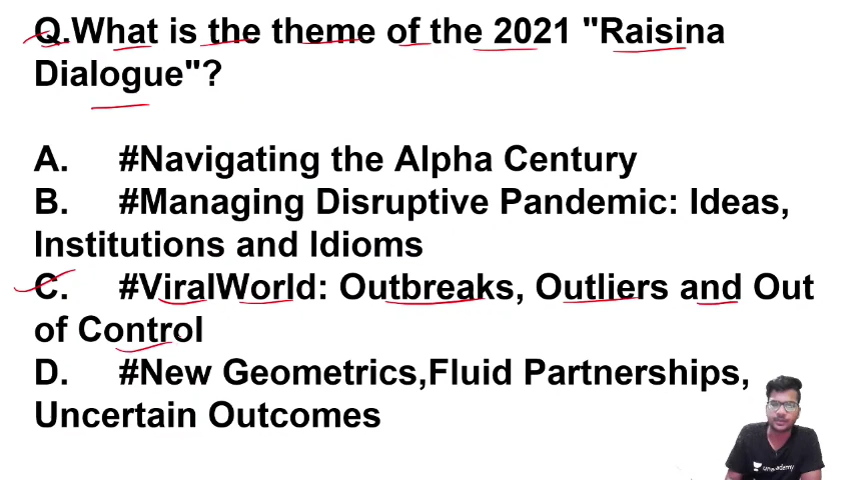 Q.What is the theme of the 2021 "Raisina
Dialogue"?
A. #Navigating the Alpha Century
B. #Managing Disruptive Pandemic: Ideas,
Institutions and Idioms
C. #ViralWorld: Outbreaks, Outliers and Out
of Control
D. #New Geometrics,Fluid Partnerships,
Uncertain Outcomes
unacademy